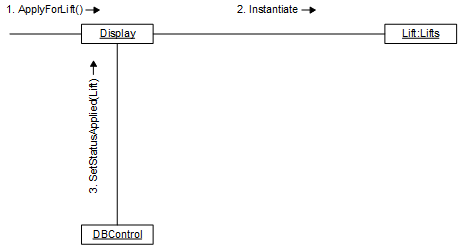 1. ApplyForLift()
2. Instantiate
Display
Lift:Lifts
3. SetStatusApplied(Lift)
DBControl